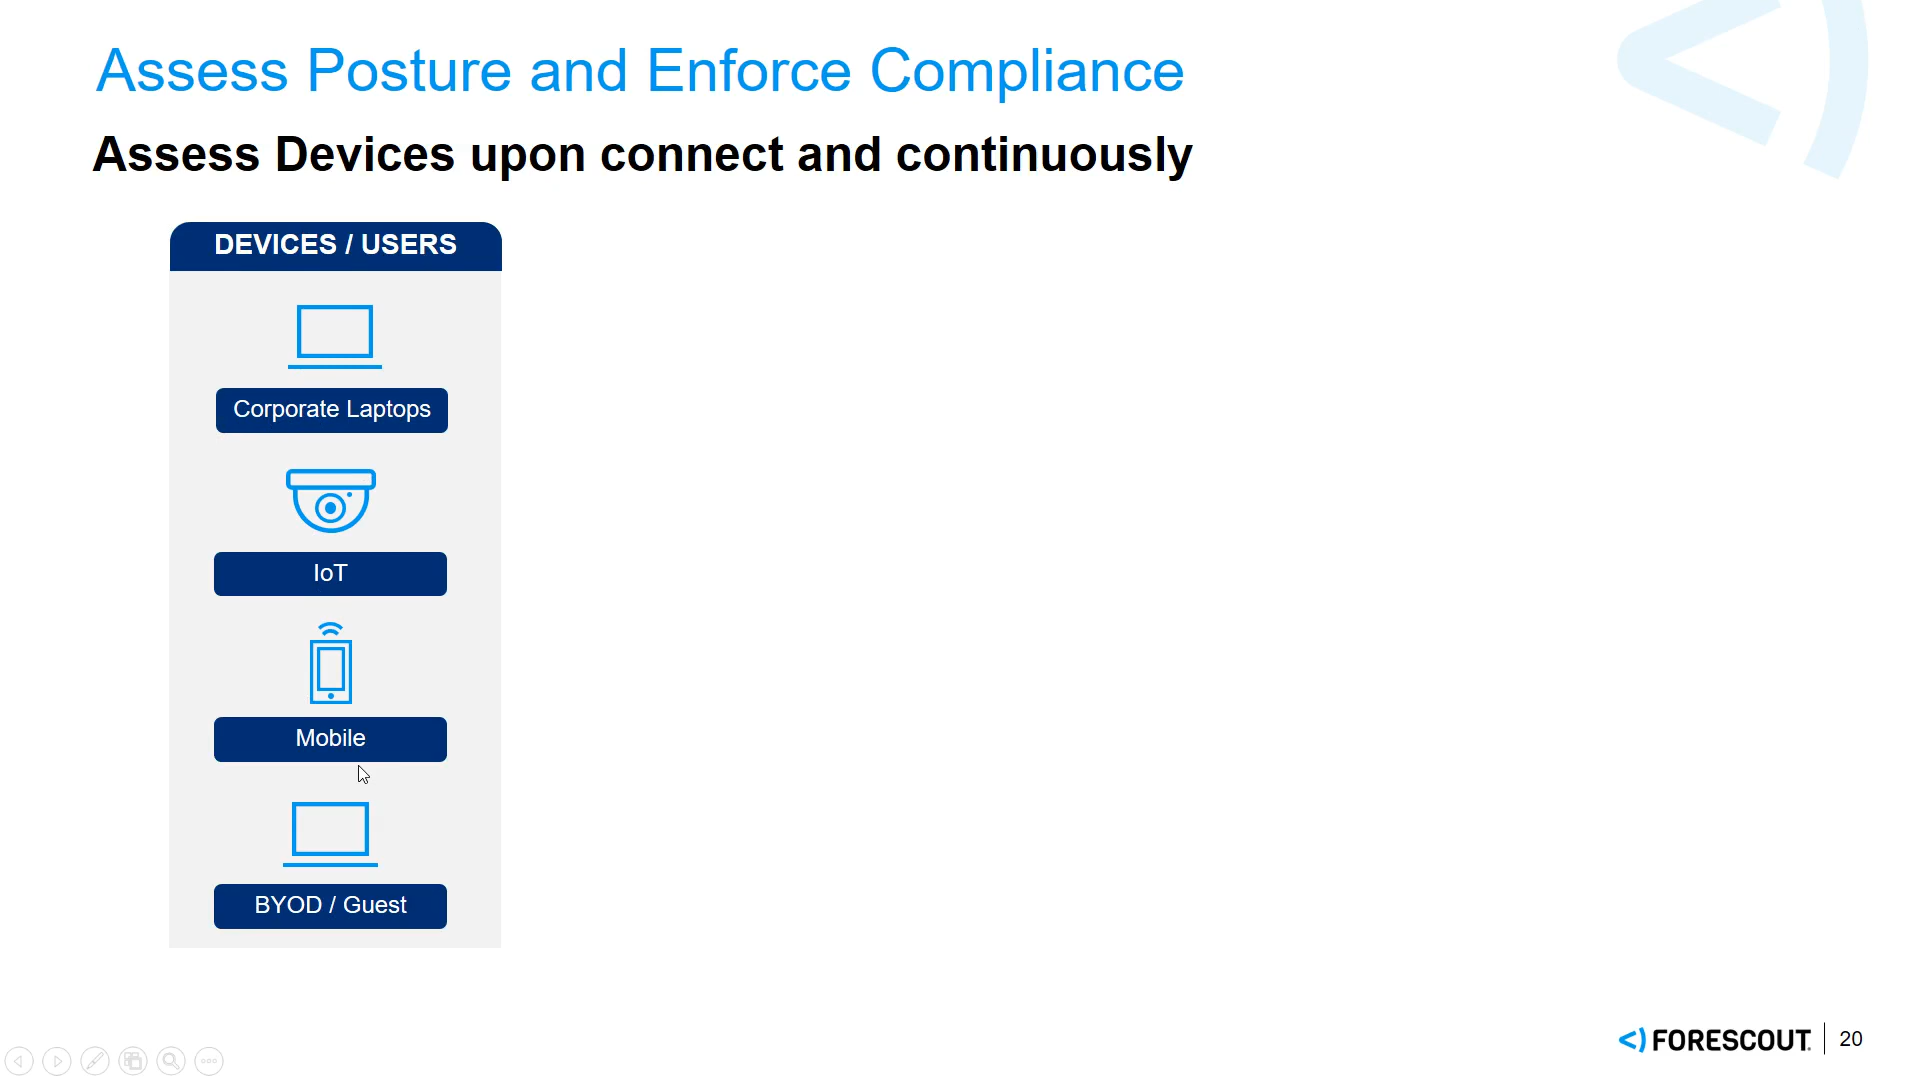 Assess Posture and Enforce Compliance
Assess Devices upon connect and continuously
DEVICES / USERS
Corporate Laptops
IoT
Mobile
BYOD / Guest
FORESCOUT. 20